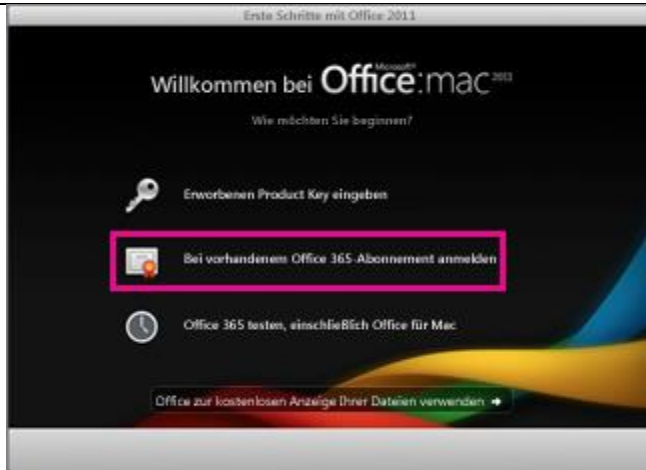 Erste Schritte mit Office 2011
Willkommen bei Microsoft® Office:mac 2011
Wie möchten Sie beginnen?
Erworbenen Product Key eingeben
Bei vorhandenem Office 365-Abonnement anmelden
Office 365 testen, einschließlich Office für Mac
Office zur kostenlosen Anzeige Ihrer Dateien verwenden